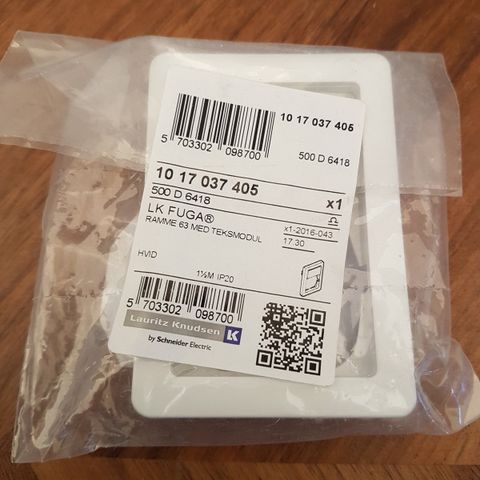 10 17 037 405
5 703302 098700
500 D 6418
10 17 037 405 x1
500 D 6418
LK FUGA®
x1-2016-043
RAMME 63 MED TEKSMODUL
17:30
HVID
1½M IP20
5 703302 098700
Lauritz Knudsen LK
by Schneider Electric